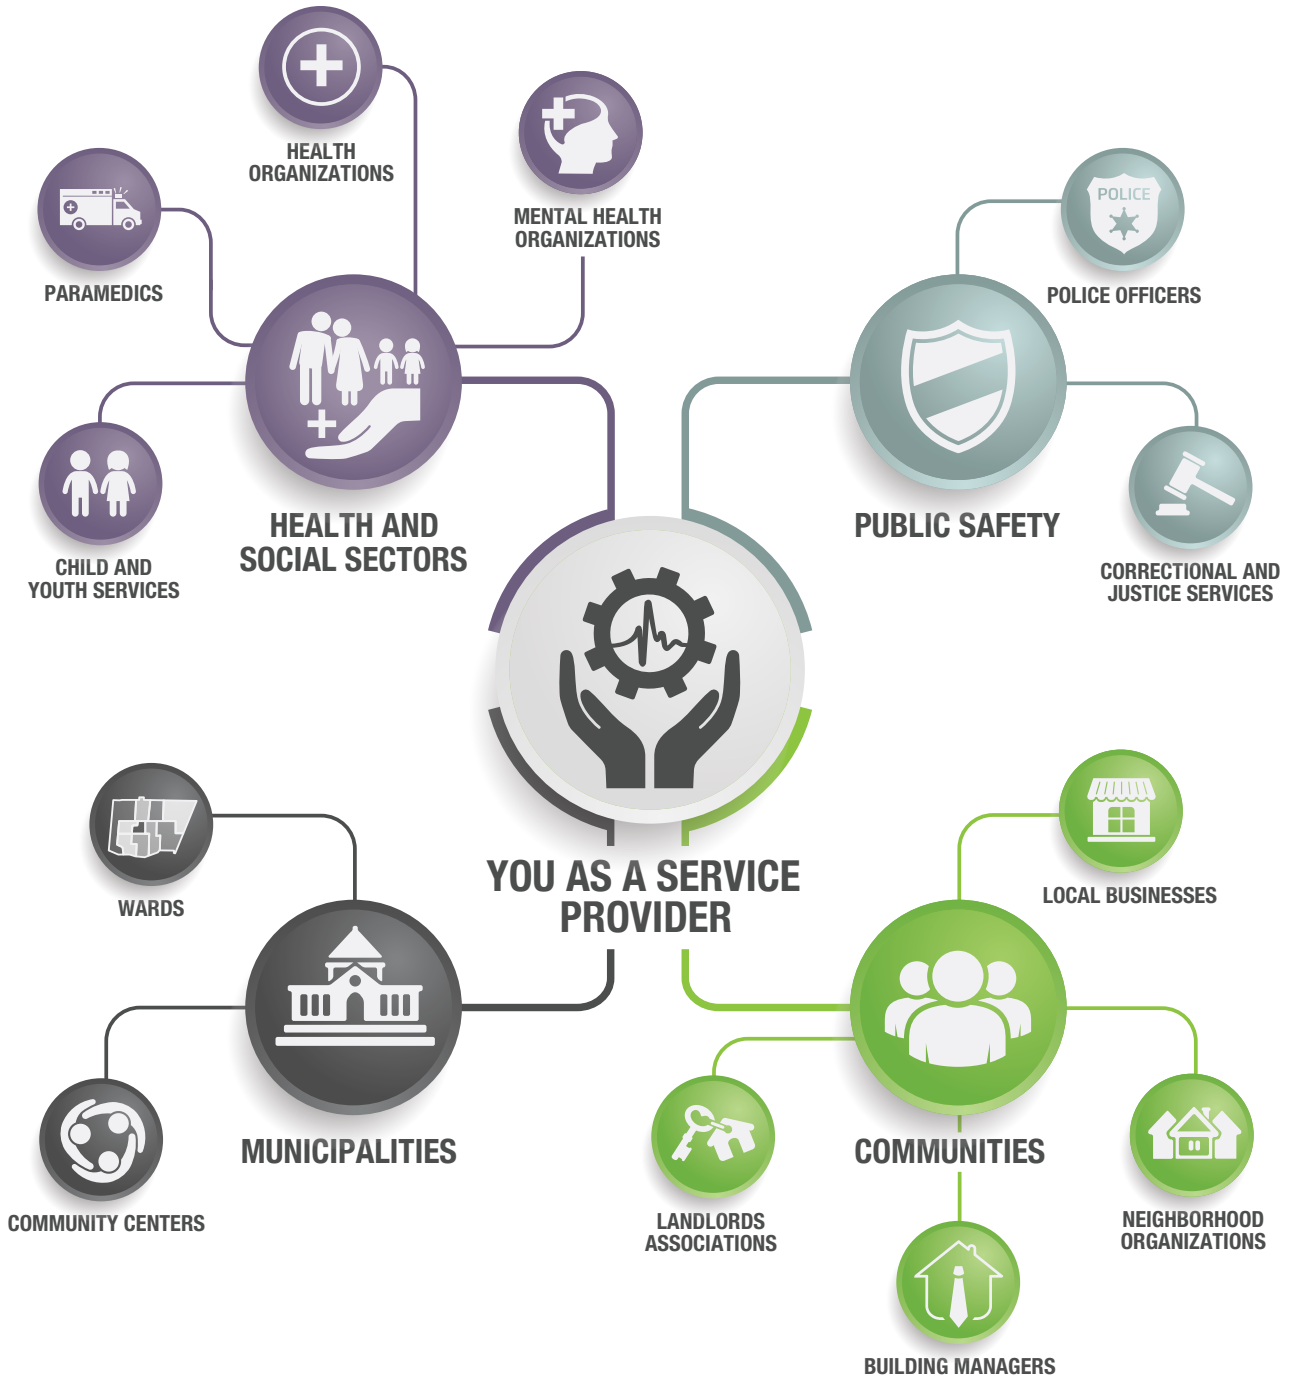 HEALTH
ORGANIZATIONS
MENTAL HEALTH
ORGANIZATIONS
PARAMEDICS
CHILD AND
YOUTH SERVICES
HEALTH AND
SOCIAL SECTORS
POLICE
POLICE OFFICERS
PUBLIC SAFETY
CORRECTIONAL AND
JUSTICE SERVICES
YOU AS A SERVICE
PROVIDER
WARDS
MUNICIPALITIES
COMMUNITY CENTERS
LOCAL BUSINESSES
COMMUNITIES
LANDLORDS
ASSOCIATIONS
NEIGHBORHOOD
ORGANIZATIONS
BUILDING MANAGERS